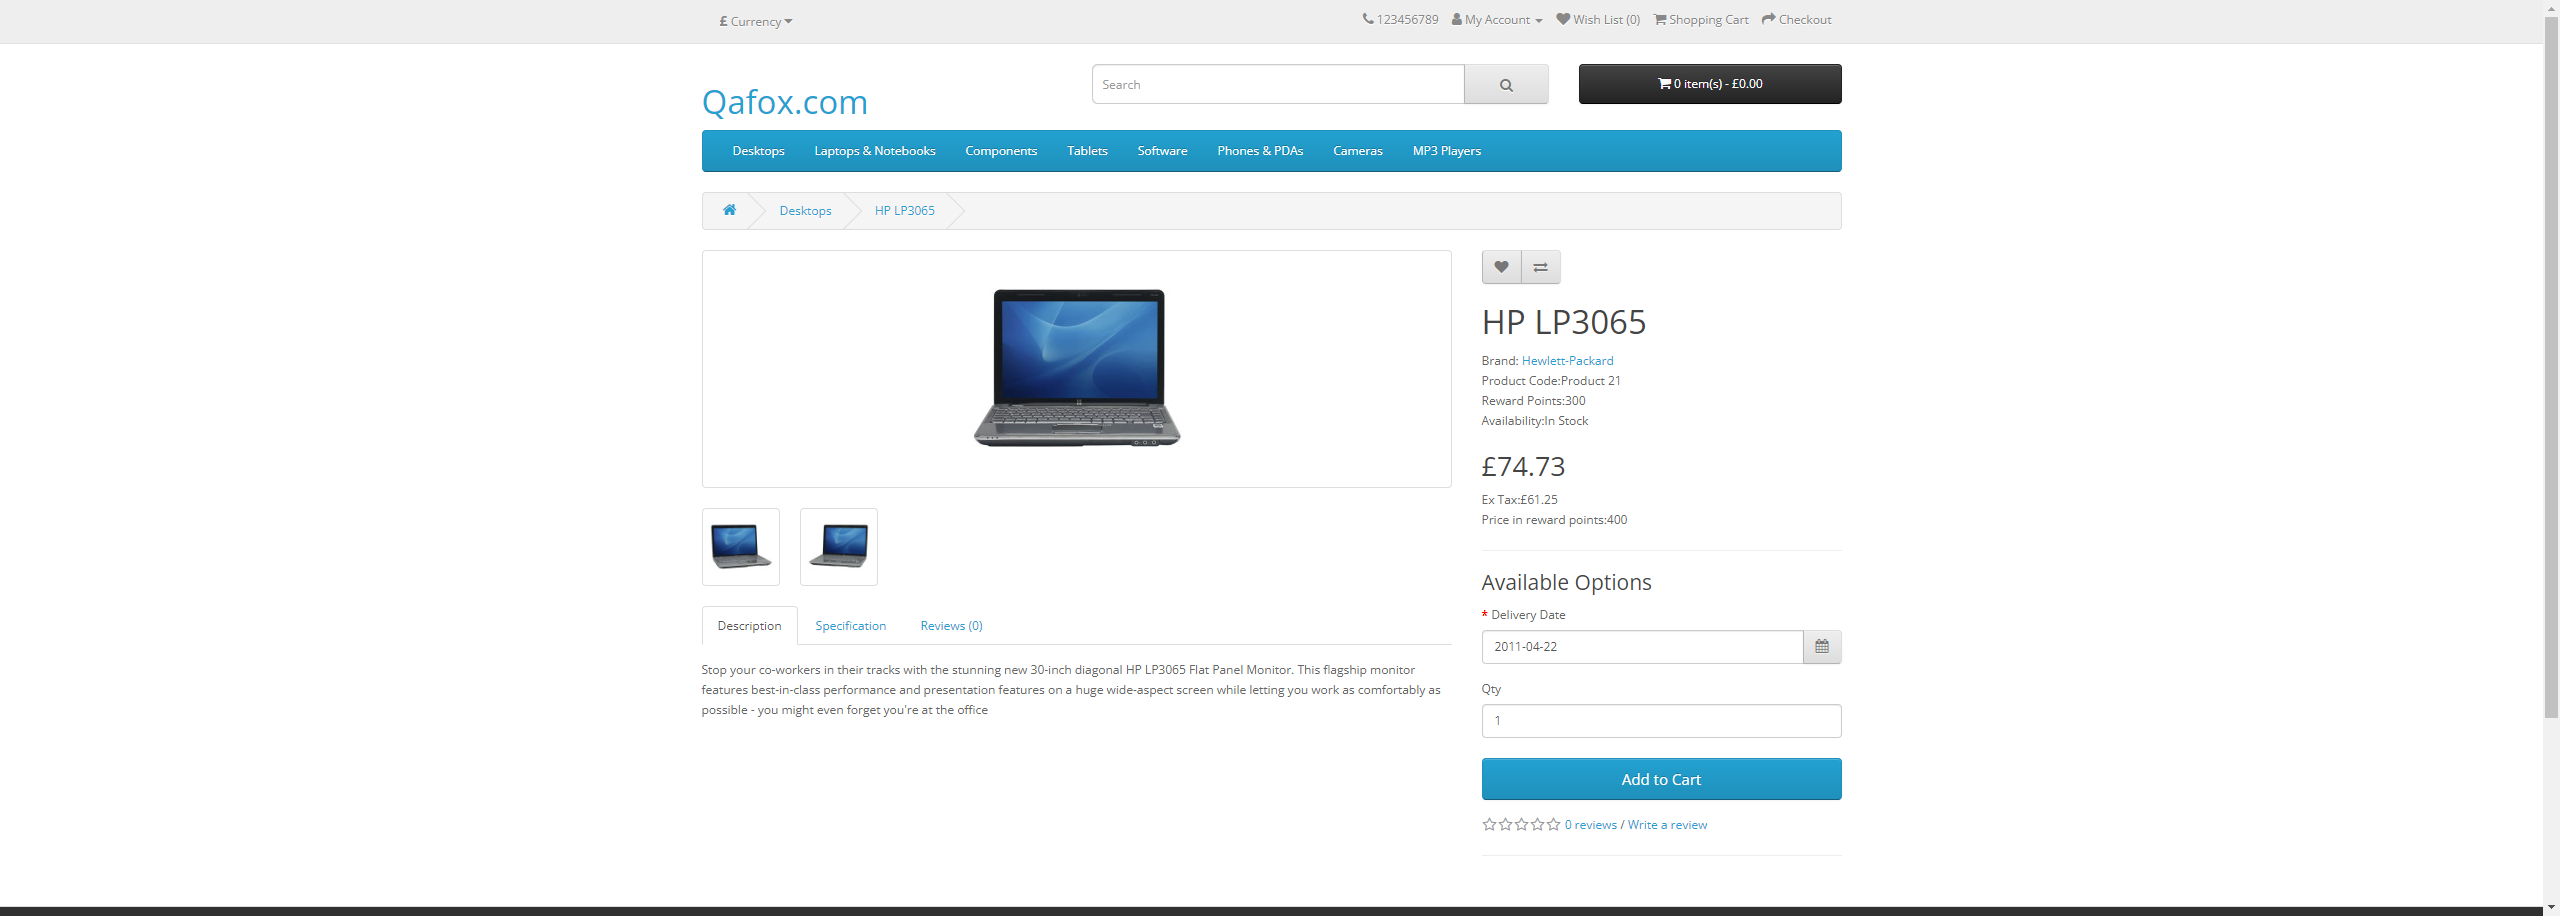 £ Currency
123456789 My Account Wish List (0) Shopping Cart Checkout
Qafox.com
Search
0 item(s) - £0.00
Desktops Laptops & Notebooks Components Tablets Software Phones & PDAs Cameras MP3 Players
Desktops HP LP3065
HP LP3065
Brand: Hewlett-Packard
Product Code:Product 21
Reward Points:300
Availability:In Stock
£74.73
Ex Tax:£61.25
Price in reward points:400
Available Options
* Delivery Date
2011-04-22
Qty
1
Add to Cart
0 reviews / Write a review
Description Specification Reviews (0)
Stop your co-workers in their tracks with the stunning new 30-inch diagonal HP LP3065 Flat Panel Monitor. This flagship monitor
features best-in-class performance and presentation features on a huge wide-aspect screen while letting you work as comfortably as
possible - you might even forget you're at the office